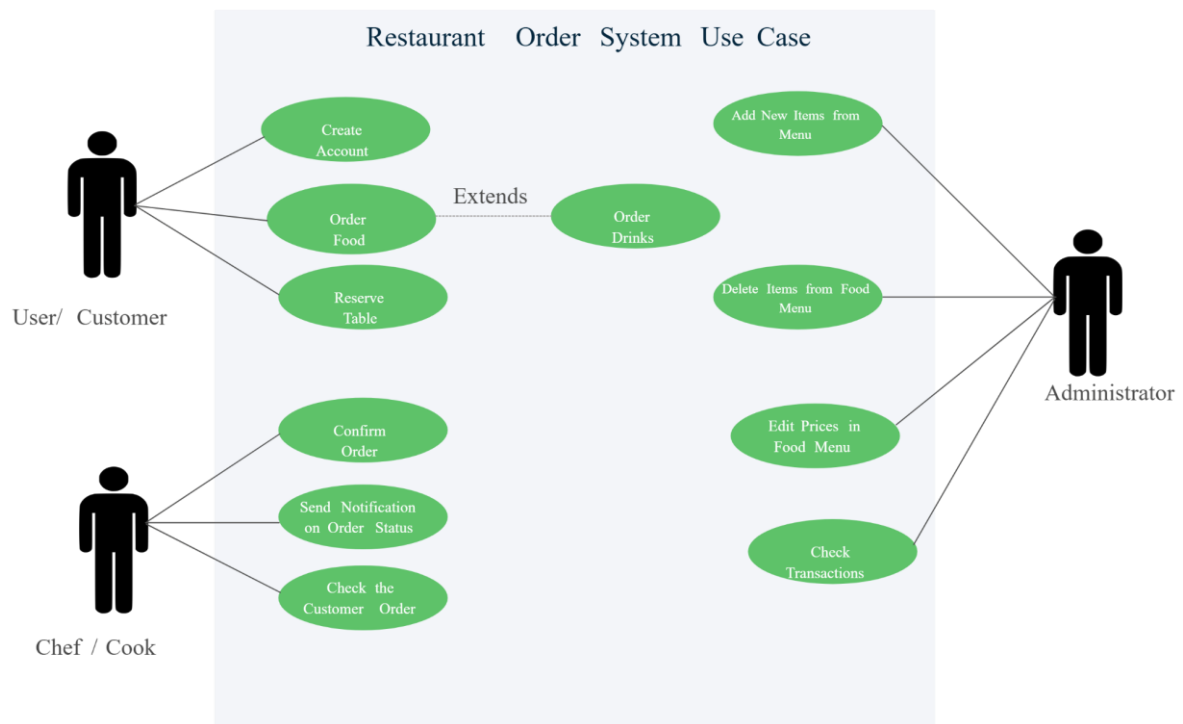 Restaurant Order System Use Case
Create
Account
Order
Food
Extends
Order
Drinks
Reserve
Table
User/ Customer
Confirm
Order
Send Notification
on Order Status
Check the
Customer Order
Chef / Cook
Add New Items from
Menu
Delete Items from Food
Menu
Edit Prices in
Food Menu
Check
Transactions
Administrator